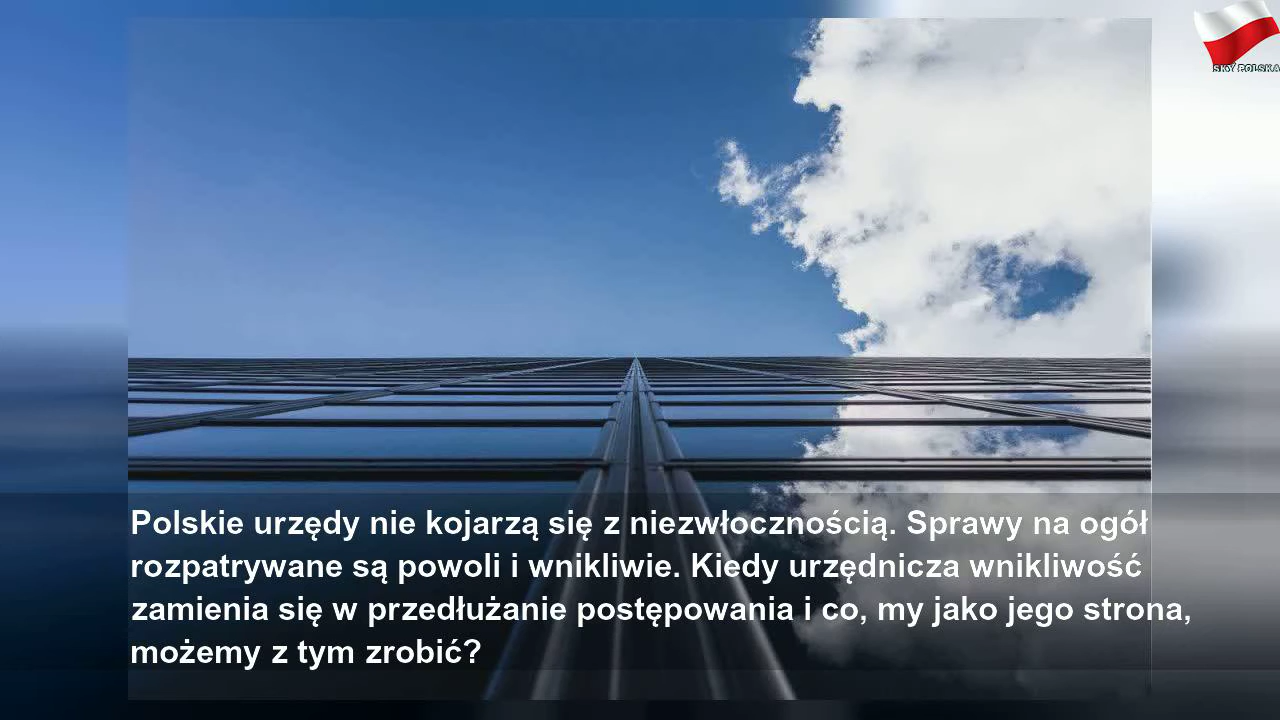 SKY POLSKA
Polskie urzędy nie kojarzą się z niezwłocznością. Sprawy na ogół
rozpatrywane są powoli i wnikliwie. Kiedy urzędnicza wnikliwość
zamienia się w przedłużanie postępowania i co, my jako jego strona,
możemy z tym zrobić?